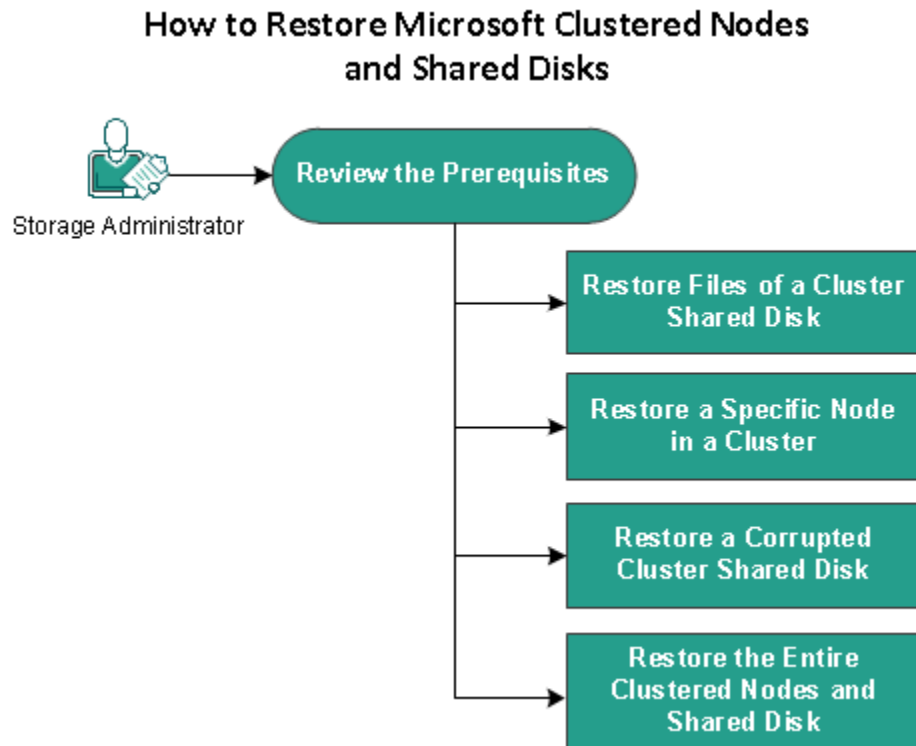 How to Restore Microsoft Clustered Nodes
and Shared Disks
Review the Prerequisites
Storage Administrator
Restore Files of a Cluster
Shared Disk
Restore a Specific Node
in a Cluster
Restore a Corrupted
Cluster Shared Disk
Restore the Entire
Clustered Nodes and
Shared Disk